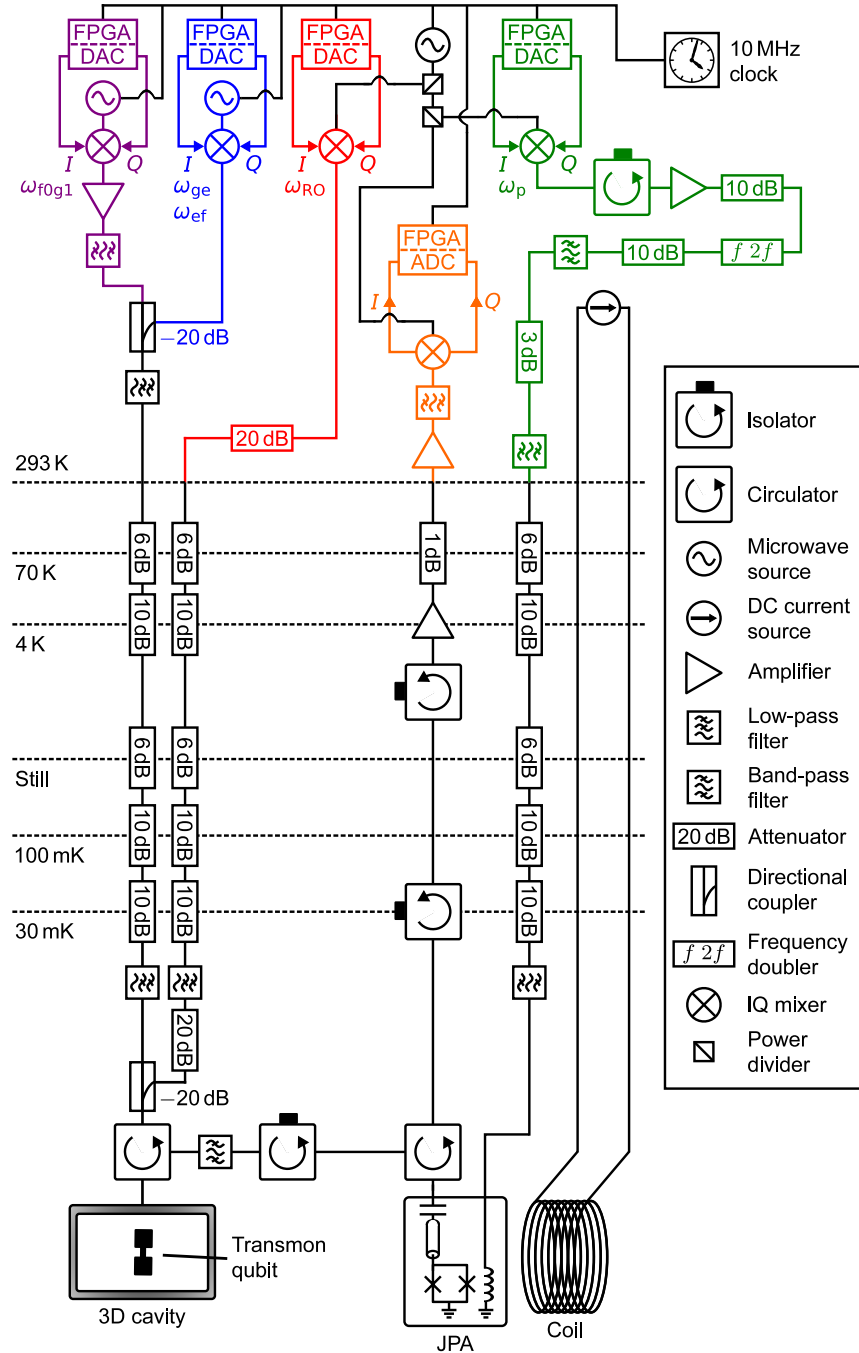 FPGA FPGA FPGA FPGA
DAC DAC DAC DAC
10 MHz
clock
I Q I Q I Q I Q
ω_f0g1 ω_ge ω_RO ω_p
ω_ef
10 dB
FPGA
ADC
10 dB f 2f
I Q
−20 dB
3 dB
20 dB
293 K
6 dB 6 dB 1 dB 6 dB
70 K
10 dB 10 dB 10 dB
4 K
6 dB 6 dB 6 dB
Still
10 dB 10 dB 10 dB
100 mK
10 dB 10 dB 10 dB
30 mK
20 dB
−20 dB
Transmon
qubit
3D cavity
JPA
Coil
Isolator
Circulator
Microwave
source
DC current
source
Amplifier
Low-pass
filter
Band-pass
filter
20 dB Attenuator
Directional
coupler
f 2f Frequency
doubler
IQ mixer
Power
divider